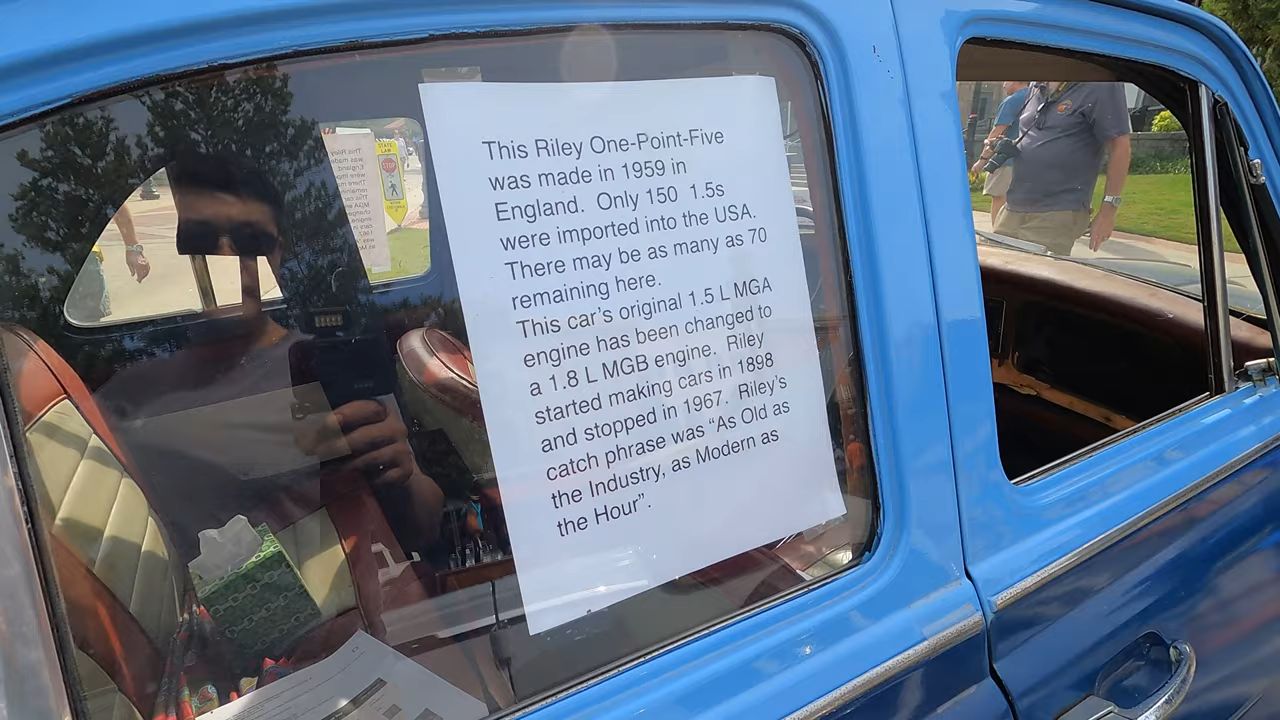 This Riley One-Point-Five
was made in 1959 in
England. Only 150 1.5s
were imported into the USA.
There may be as many as 70
remaining here.
This car's original 1.5 L MGA
engine has been changed to
a 1.8 L MGB engine. Riley
started making cars in 1898
and stopped in 1967. Riley's
catch phrase was "As Old as
the Industry, as Modern as
the Hour".
STATE
LAW
STOP